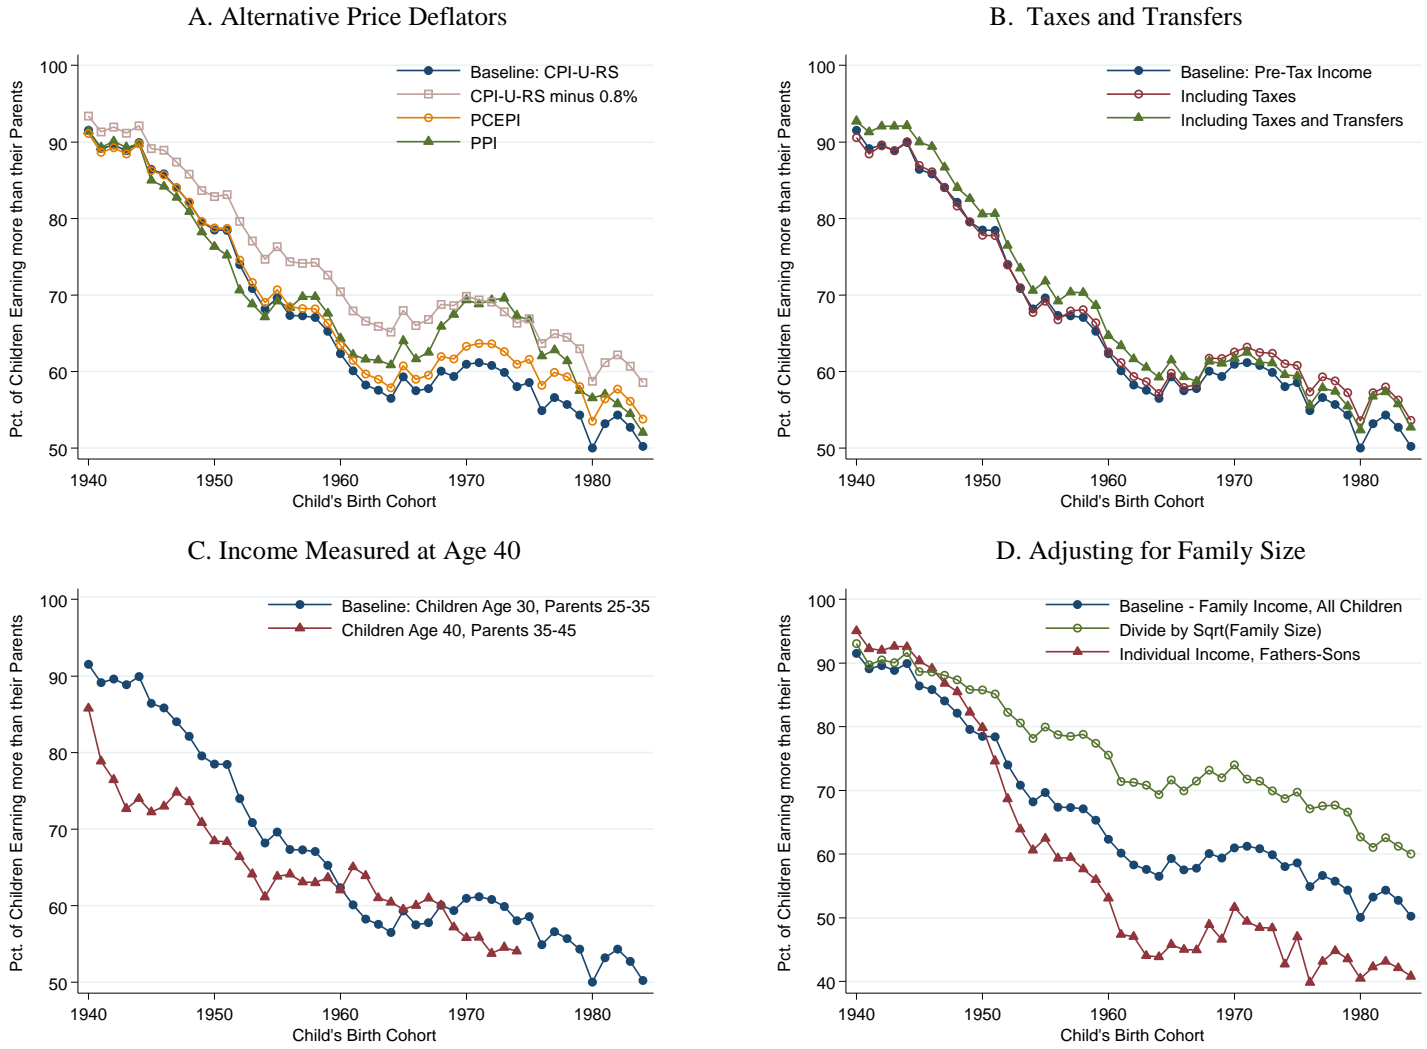 A. Alternative Price Deflators
Pct. of Children Earning more than their Parents
100
90
80
70
60
50
1940
1950
1960
1970
1980
Child's Birth Cohort
Baseline: CPI-U-RS
CPI-U-RS minus 0.8%
PCEPI
PPI
B. Taxes and Transfers
Pct. of Children Earning more than their Parents
100
90
80
70
60
50
1940
1950
1960
1970
1980
Child's Birth Cohort
Baseline: Pre-Tax Income
Including Taxes
Including Taxes and Transfers
C. Income Measured at Age 40
Pct. of Children Earning more than their Parents
100
90
80
70
60
50
1940
1950
1960
1970
1980
Child's Birth Cohort
Baseline: Children Age 30, Parents 25-35
Children Age 40, Parents 35-45
D. Adjusting for Family Size
Pct. of Children Earning more than their Parents
100
90
80
70
60
50
40
1940
1950
1960
1970
1980
Child's Birth Cohort
Baseline - Family Income, All Children
Divide by Sqrt(Family Size)
Individual Income, Fathers-Sons